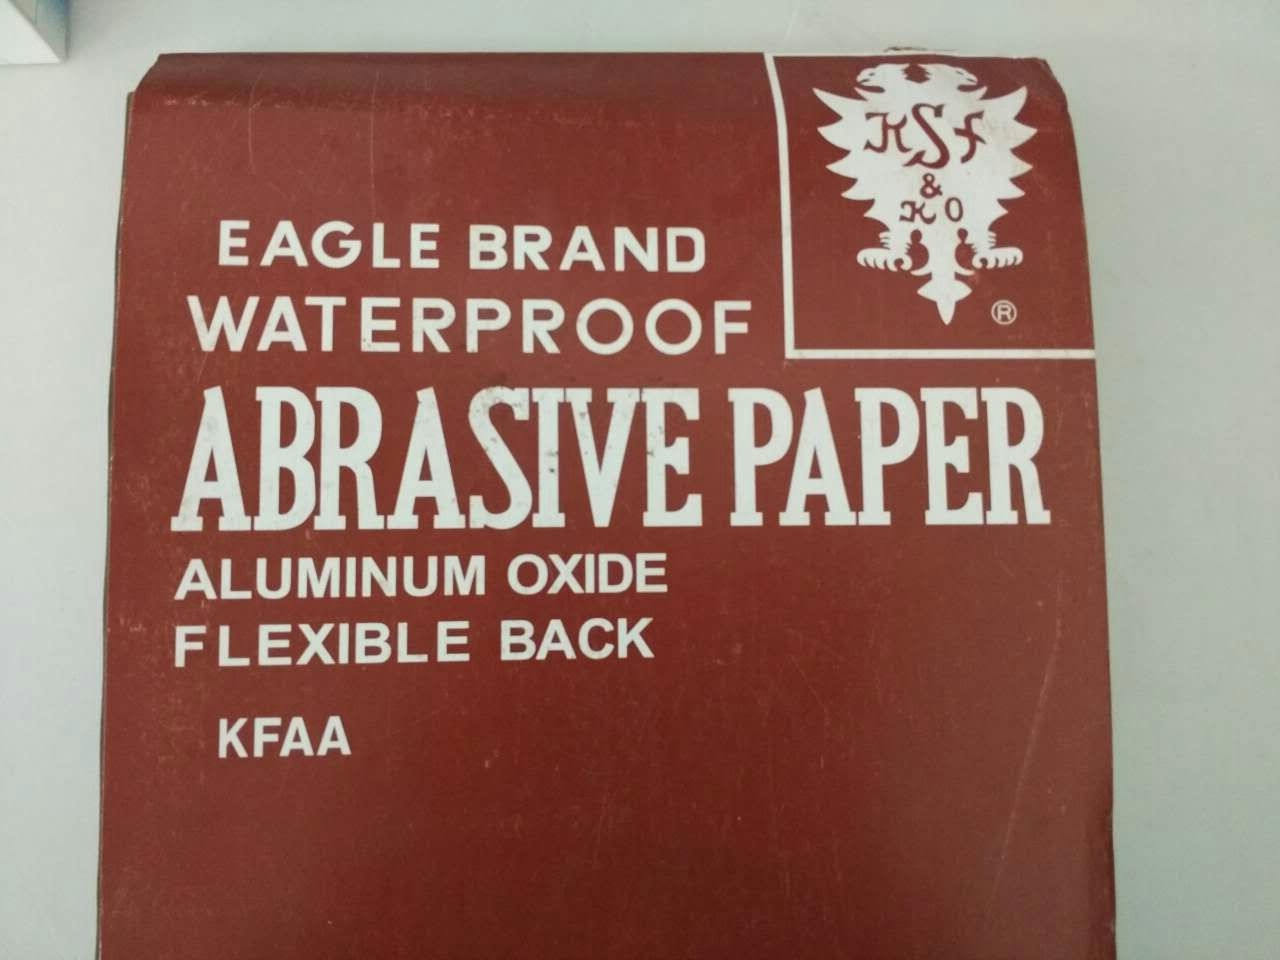 KSF
&
KO
®
EAGLE BRAND
WATERPROOF
ABRASIVE PAPER
ALUMINUM OXIDE
FLEXIBLE BACK
KFAA